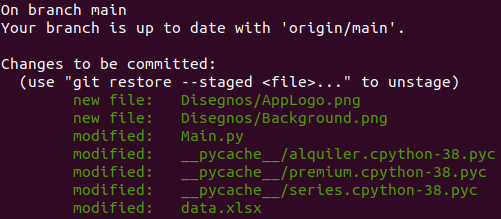 On branch main
Your branch is up to date with 'origin/main'.

Changes to be committed:
  (use "git restore --staged <file>..." to unstage)
        new file:   Disegnos/AppLogo.png
        new file:   Disegnos/Background.png
        modified:   Main.py
        modified:   __pycache__/alquiler.cpython-38.pyc
        modified:   __pycache__/premium.cpython-38.pyc
        modified:   __pycache__/series.cpython-38.pyc
        modified:   data.xlsx